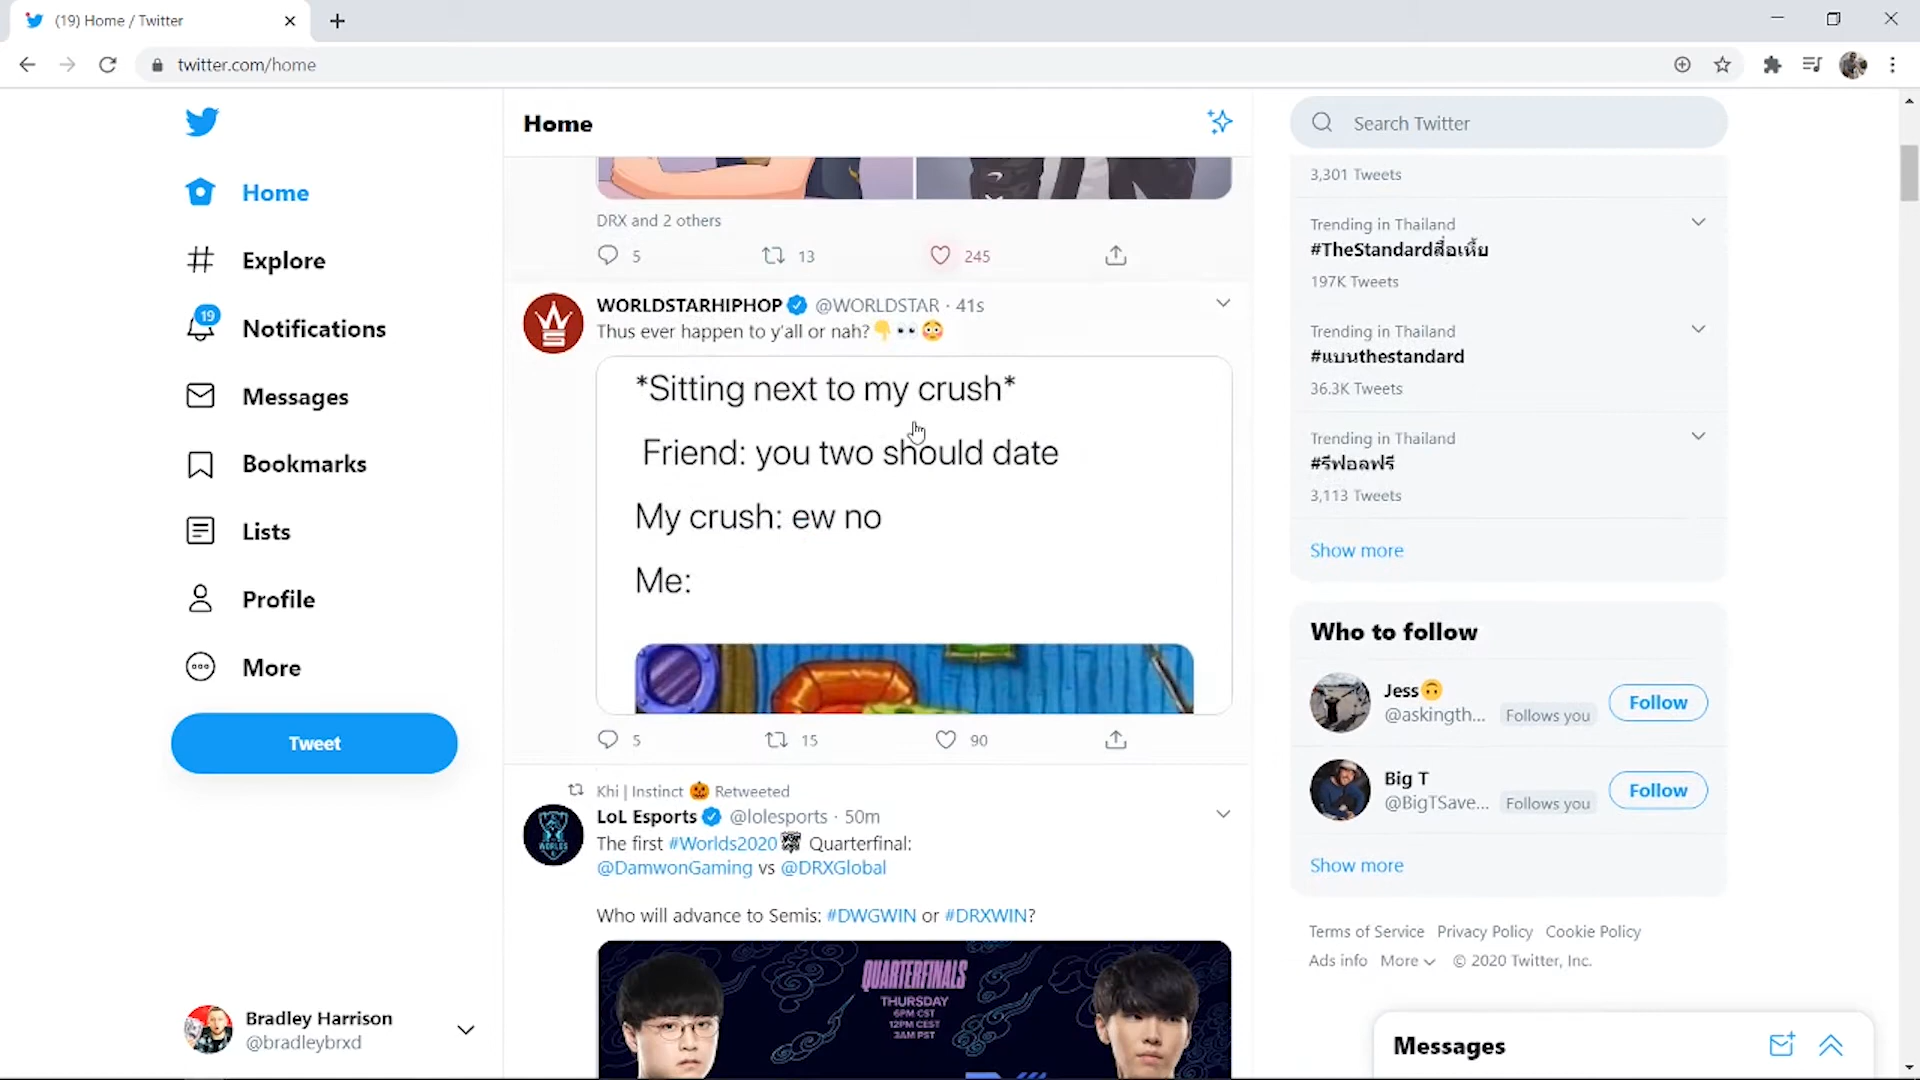 (19) Home / Twitter
twitter.com/home
Home
Explore
19
Notifications
Messages
Bookmarks
Lists
Profile
More
Tweet
Bradley Harrison
@bradleybrxd
Home
DRX and 2 others
5 13 245
WORLDSTARHIPHOP @WORLDSTAR · 41s
Thus ever happen to y'all or nah?👇👀😳
*Sitting next to my crush*
Friend: you two should date
My crush: ew no
Me:
5 15 90
Khi | Instinct 🎃 Retweeted
LoL Esports @lolesports · 50m
The first #Worlds2020 Quarterfinal:
@DamwonGaming vs @DRXGlobal
Who will advance to Semis: #DWGWIN or #DRXWIN?
WORLDS
QUARTERFINALS
THURSDAY
6PM CST
12PM CEST
3AM PST
Search Twitter
3,301 Tweets
Trending in Thailand
#TheStandardสื่อเหี้ย
197K Tweets
Trending in Thailand
#แบนthestandard
36.3K Tweets
Trending in Thailand
#รีฟอลฟรี
3,113 Tweets
Show more
Who to follow
Jess🙃
@askingth... Follows you
Follow
Big T
@BigTSave... Follows you
Follow
Show more
Terms of Service Privacy Policy Cookie Policy
Ads info More © 2020 Twitter, Inc.
Messages